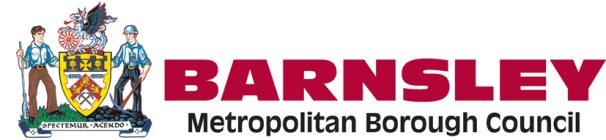 BARNSLEY
Metropolitan Borough Council
SPECTEMUR · AGENDO